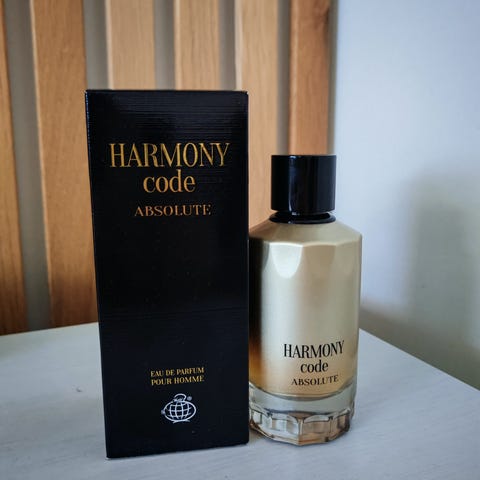 HARMONY
code
ABSOLUTE
EAU DE PARFUM
POUR HOMME
HARMONY
code
ABSOLUTE